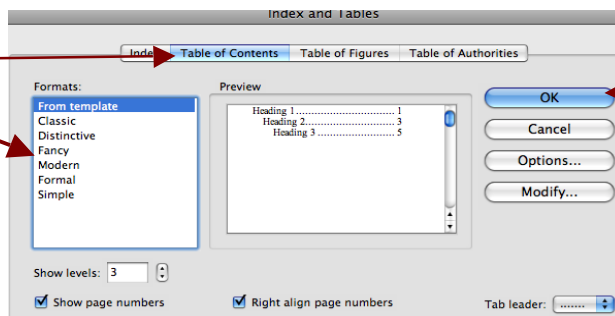 Index and Tables
Index Table of Contents Table of Figures Table of Authorities
Formats:
From template
Classic
Distinctive
Fancy
Modern
Formal
Simple
Preview
Heading 1 ................................... 1
Heading 2................................ 3
Heading 3 ........................... 5
OK
Cancel
Options...
Modify...
Show levels: 3
Show page numbers
Right align page numbers
Tab leader: .......